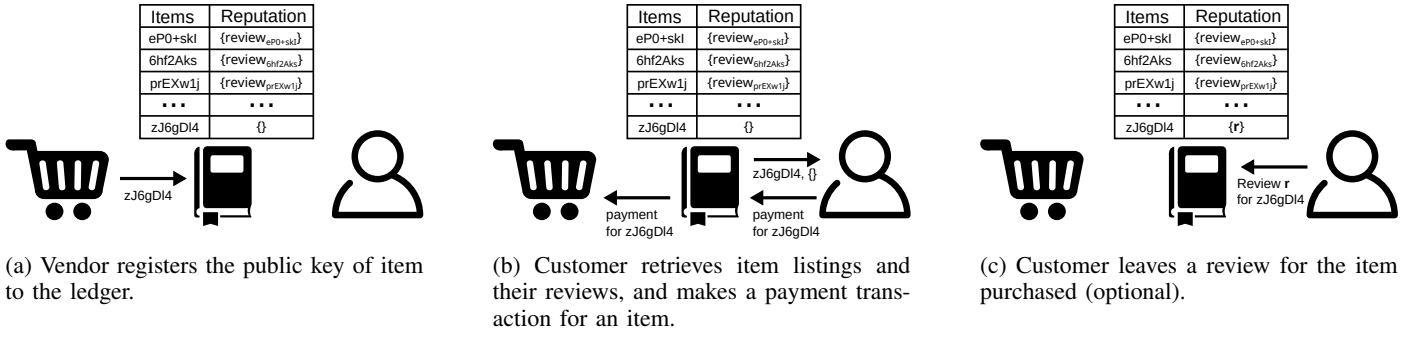 Items Reputation
eP0+skI {review_eP0+skI}
6hf2Aks {review_6hf2Aks}
prEXw1j {review_prEXw1j}
... ...
zJ6gDl4 {}
zJ6gDl4
(a) Vendor registers the public key of item
to the ledger.
Items Reputation
eP0+skI {review_eP0+skI}
6hf2Aks {review_6hf2Aks}
prEXw1j {review_prEXw1j}
... ...
zJ6gDl4 {}
zJ6gDl4, {}
payment
for zJ6gDl4
payment
for zJ6gDl4
(b) Customer retrieves item listings and
their reviews, and makes a payment trans-
action for an item.
Items Reputation
eP0+skI {review_eP0+skI}
6hf2Aks {review_6hf2Aks}
prEXw1j {review_prEXw1j}
... ...
zJ6gDl4 {r}
Review r
for zJ6gDl4
(c) Customer leaves a review for the item
purchased (optional).